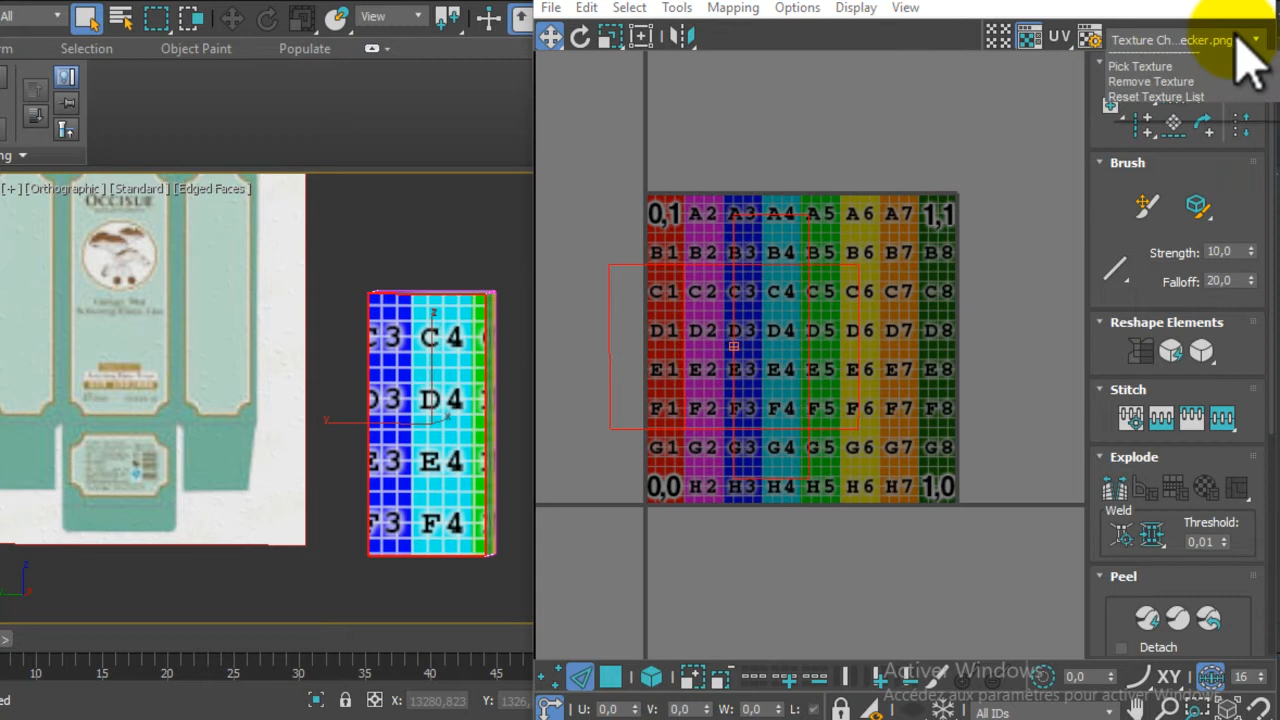 All
View
File Edit Select Tools Mapping Options Display View
Selection Object Paint Populate
UV
Texture Ch...ecker.png
Pick Texture
Remove Texture
Reset Texture List
Brush
Strength: 10,0
Falloff: 20,0
Reshape Elements
Stitch
Explode
Weld
Threshold:
0,01
Peel
Detach
[+] [Orthographic] [Standard] [Edged Faces]
OCCISUE
C3 C4
D3 D4
E3 E4
F3 F4
z
y
x
0,1 A2 A3 A4 A5 A6 A7 1,1
B1 B2 B3 B4 B5 B6 B7 B8
C1 C2 C3 C4 C5 C6 C7 C8
D1 D2 D3 D4 D5 D6 D7 D8
E1 E2 E3 E4 E5 E6 E7 E8
F1 F2 F3 F4 F5 F6 F7 F8
G1 G2 G3 G4 G5 G6 G7 G8
0,0 H2 H3 H4 H5 H6 H7 1,0
10 15 20 25 30 35 40 45
X: 13280,823 Y: 1326,
0,0 XY 16
Activer Windows
Accédez aux paramètres pour activer Windows
U: 0,0 V: 0,0 W: 0,0 L: All IDs